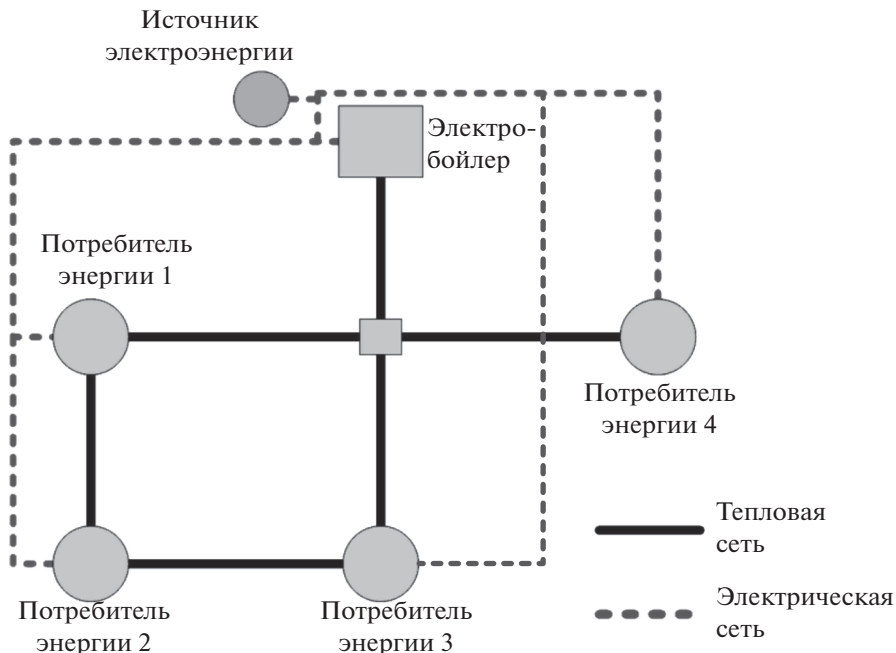 Источник
электроэнергии
Электро-
бойлер
Потребитель
энергии 1
Потребитель
энергии 4
Тепловая
сеть
Электрическая
сеть
Потребитель
энергии 2
Потребитель
энергии 3